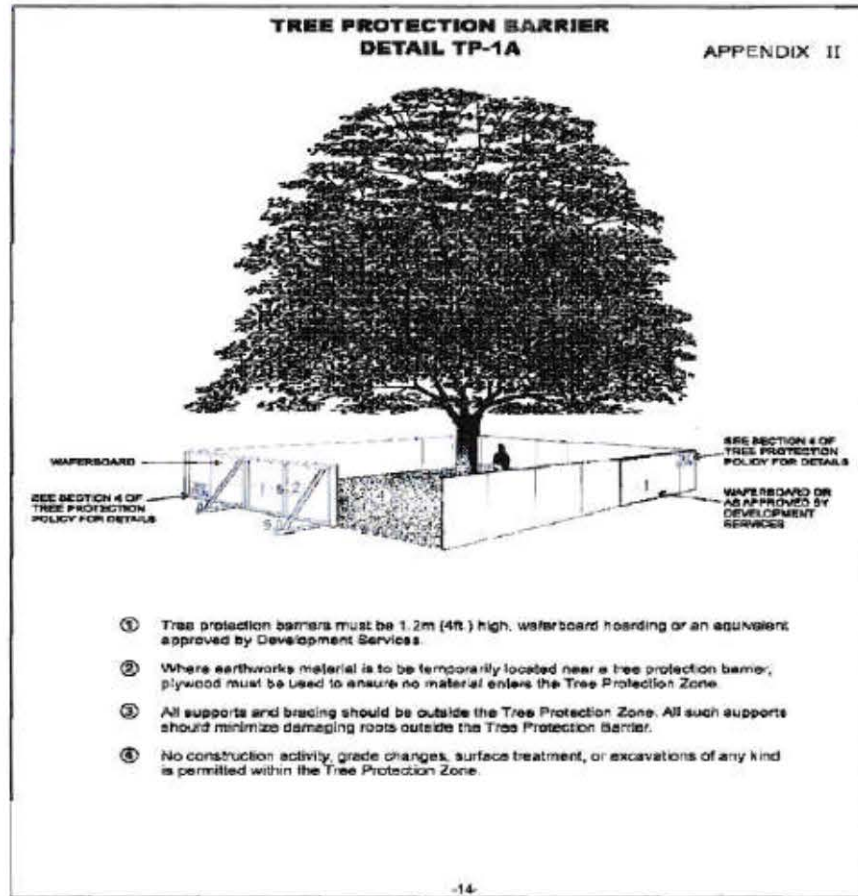 TREE PROTECTION BARRIER
DETAIL TP-1A
APPENDIX II
WAFERBOARD
SEE SECTION 4 OF
TREE PROTECTION
POLICY FOR DETAILS
SEE SECTION 4 OF
TREE PROTECTION
POLICY FOR DETAILS
WAFERBOARD OR
AS APPROVED BY
DEVELOPMENT
SERVICES
1
2
4
1
① Tree protection barriers must be 1.2m (4ft.) high, waferboard hoarding or an equivalent
approved by Development Services.
② Where earthworks material is to be temporarily located near a tree protection barrier,
plywood must be used to ensure no material enters the Tree Protection Zone.
③ All supports and bracing should be outside the Tree Protection Zone. All such supports
should minimize damaging roots outside the Tree Protection Barrier.
④ No construction activity, grade changes, surface treatment, or excavations of any kind
is permitted within the Tree Protection Zone.
-14-